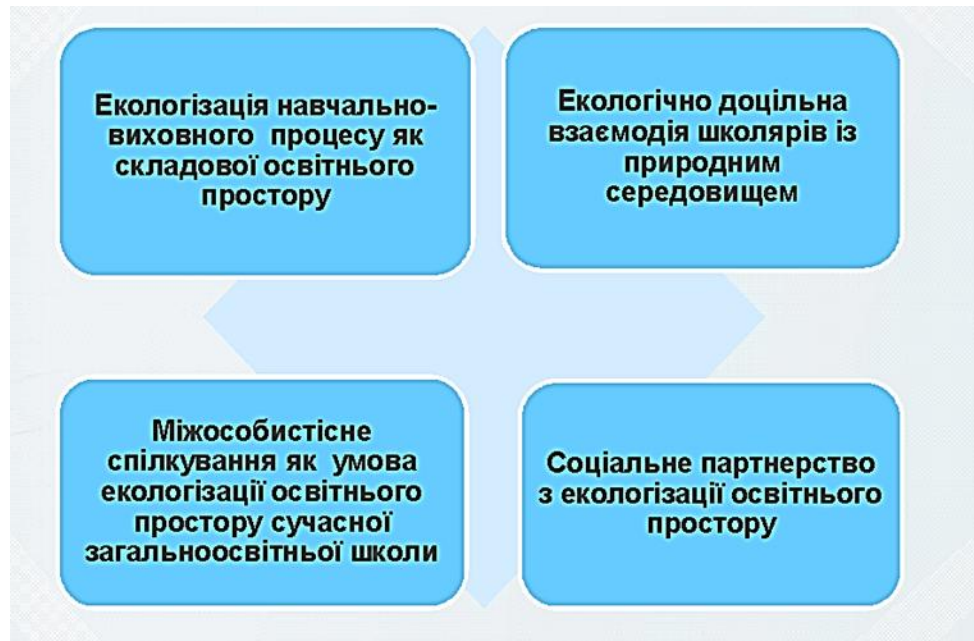 Екологізація навчально-
виховного процесу як
складової освітнього
простору
Екологічно доцільна
взаємодія школярів із
природним
середовищем
Міжособистісне
спілкування як умова
екологізації освітнього
простору сучасної
загальноосвітньої школи
Соціальне партнерство
з екологізації освітнього
простору